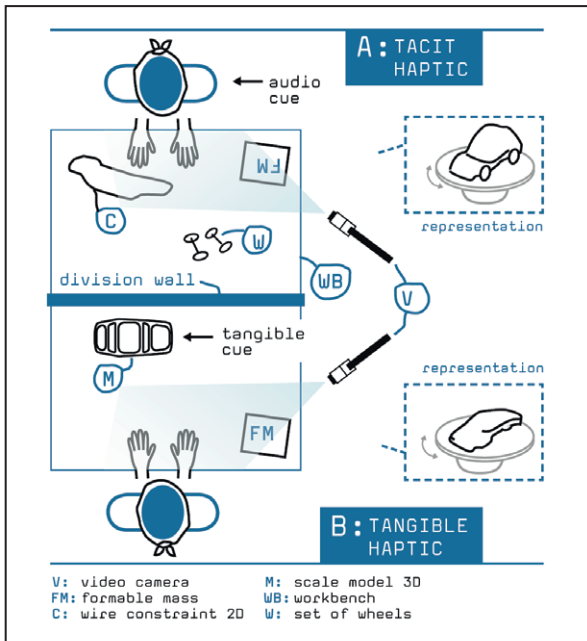 A: TACIT
HAPTIC
audio
cue
FM
C
W
representation
WB
V
division wall
tangible
cue
M
representation
FM
B: TANGIBLE
HAPTIC
V: video camera
FM: formable mass
C: wire constraint 2D
M: scale model 3D
WB: workbench
W: set of wheels